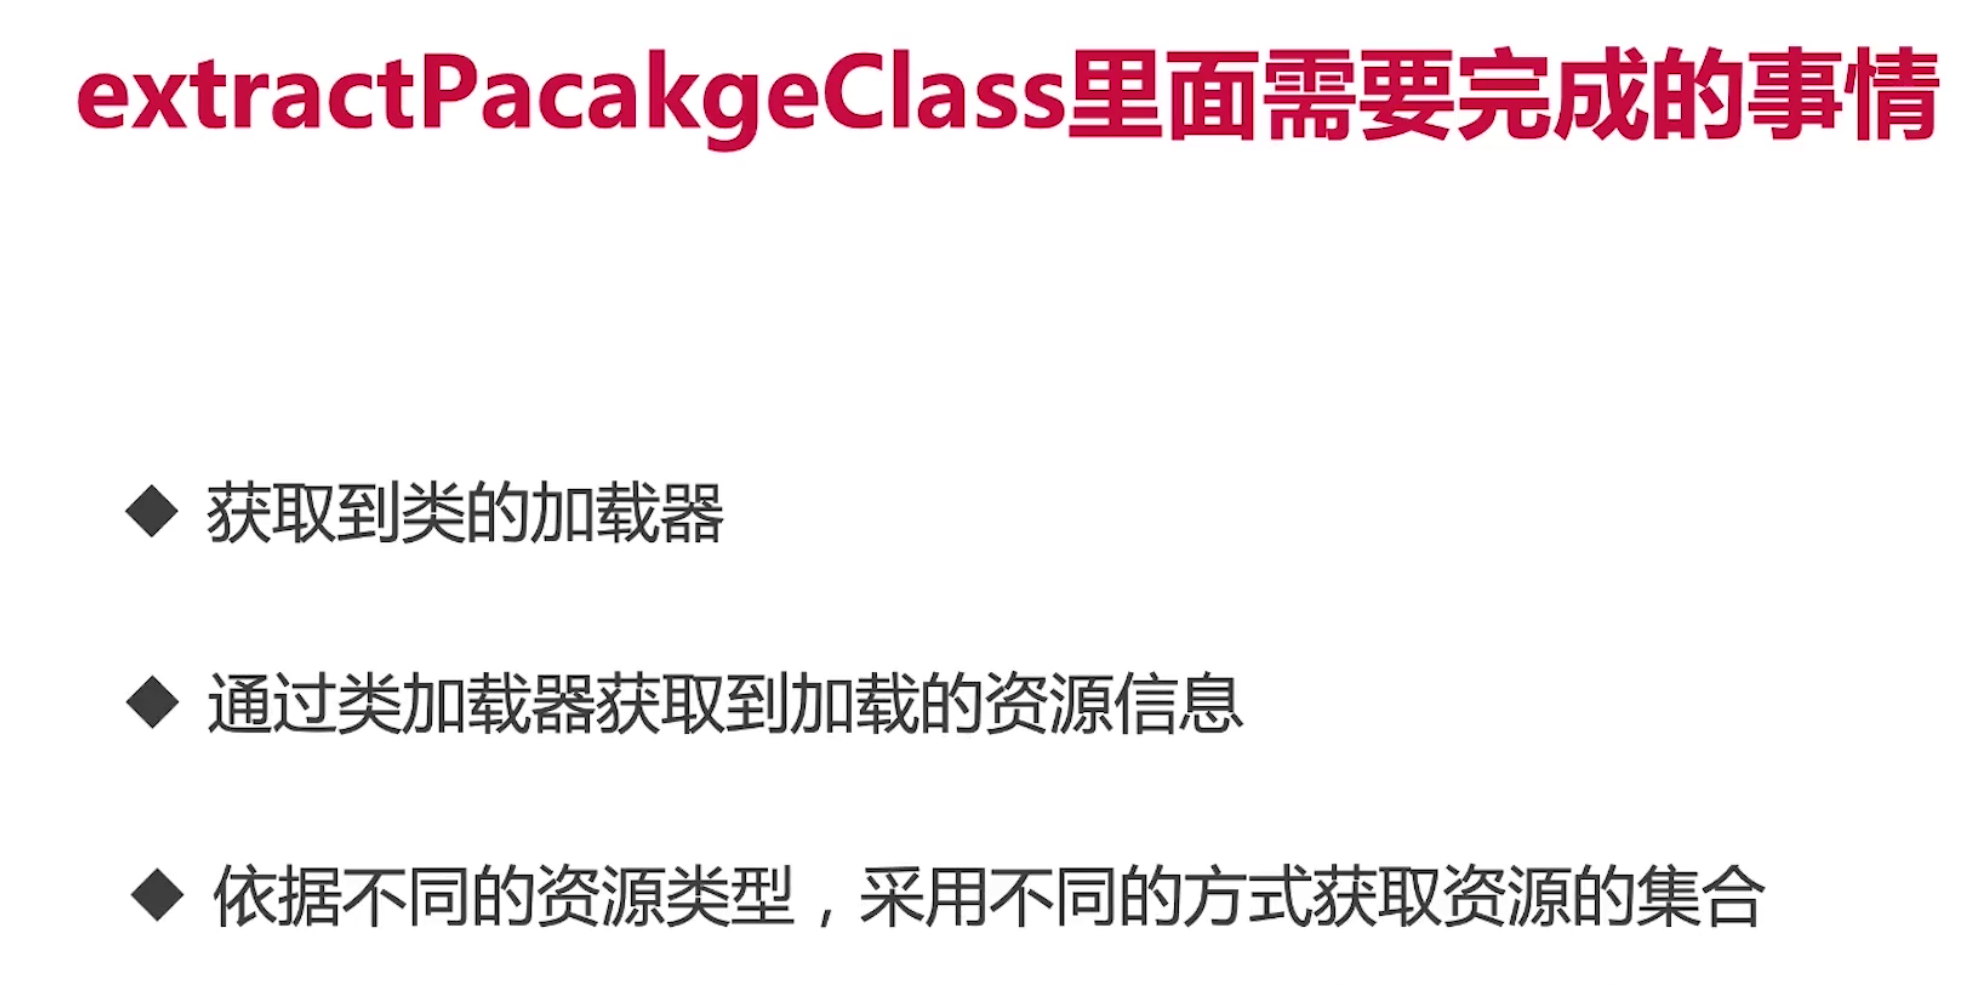 extractPacakgeClass里面需要完成的事情
◆ 获取到类的加载器
◆ 通过类加载器获取到加载的资源信息
◆ 依据不同的资源类型，采用不同的方式获取资源的集合